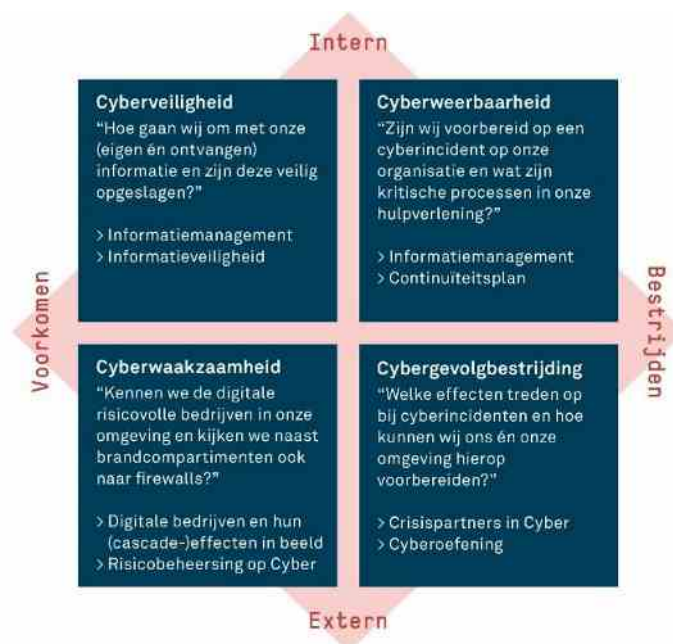 Intern
Cyberveiligheid
“Hoe gaan wij om met onze
(eigen én ontvangen)
informatie en zijn deze veilig
opgeslagen?”
> Informatiemanagement
> Informatieveiligheid
Cyberweerbaarheid
“Zijn wij voorbereid op een
cyberincident op onze
organisatie en wat zijn
kritische processen in onze
hulpverlening?”
> Informatiemanagement
> Continuïteitsplan
Voorkomen
Bestrijden
Cyberwaakzaamheid
“Kennen we de digitale
risicovolle bedrijven in onze
omgeving en kijken we naast
brandcompartimenten ook
naar firewalls?”
> Digitale bedrijven en hun
(cascade-)effecten in beeld
> Risicobeheersing op Cyber
Cybergevolgbestrijding
“Welke effecten treden op
bij cyberincidenten en hoe
kunnen wij ons én onze
omgeving hierop
voorbereiden?”
> Crisispartners in Cyber
> Cyberoefening
Extern